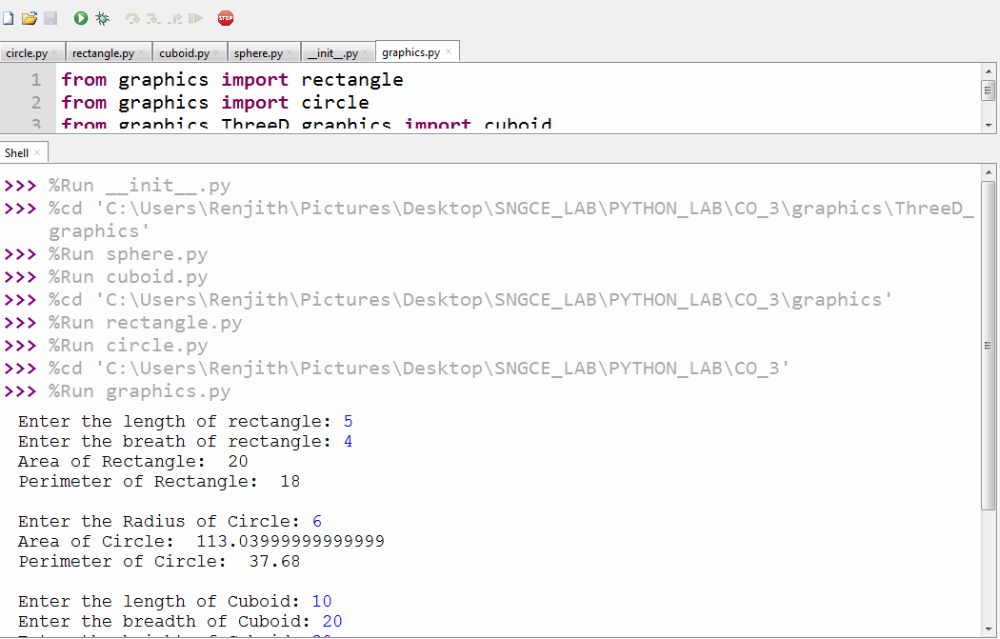 STOP
circle.py × rectangle.py × cuboid.py × sphere.py × __init__.py × graphics.py ×
1 from graphics import rectangle
2 from graphics import circle
3 from graphics.ThreeD_graphics import cuboid
Shell ×
>>> %Run __init__.py
>>> %cd 'C:\Users\Renjith\Pictures\Desktop\SNGCE_LAB\PYTHON_LAB\CO_3\graphics\ThreeD_
graphics'
>>> %Run sphere.py
>>> %Run cuboid.py
>>> %cd 'C:\Users\Renjith\Pictures\Desktop\SNGCE_LAB\PYTHON_LAB\CO_3\graphics'
>>> %Run rectangle.py
>>> %Run circle.py
>>> %cd 'C:\Users\Renjith\Pictures\Desktop\SNGCE_LAB\PYTHON_LAB\CO_3'
>>> %Run graphics.py
Enter the length of rectangle: 5
Enter the breath of rectangle: 4
Area of Rectangle:  20
Perimeter of Rectangle:  18
Enter the Radius of Circle: 6
Area of Circle:  113.03999999999999
Perimeter of Circle:  37.68
Enter the length of Cuboid: 10
Enter the breadth of Cuboid: 20